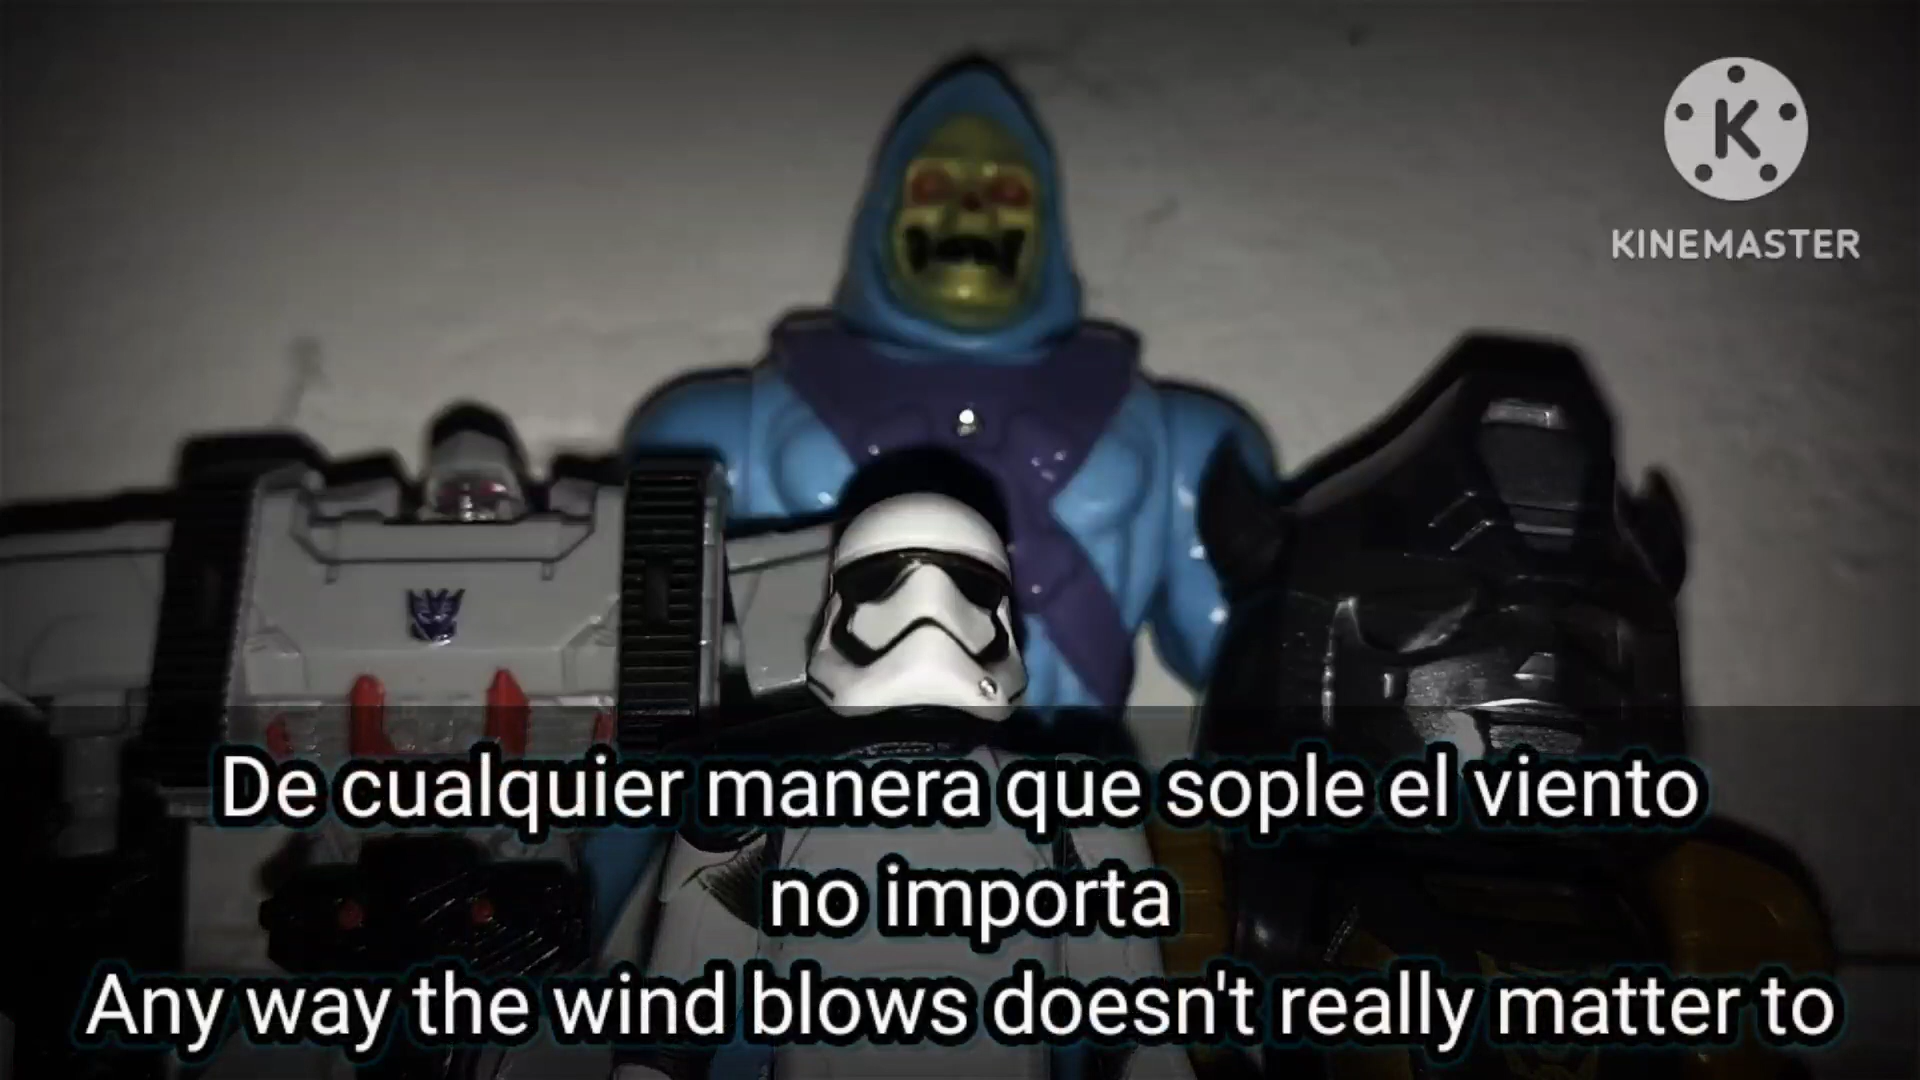 K
KINEMASTER
De cualquier manera que sople el viento
no importa
Any way the wind blows doesn't really matter to